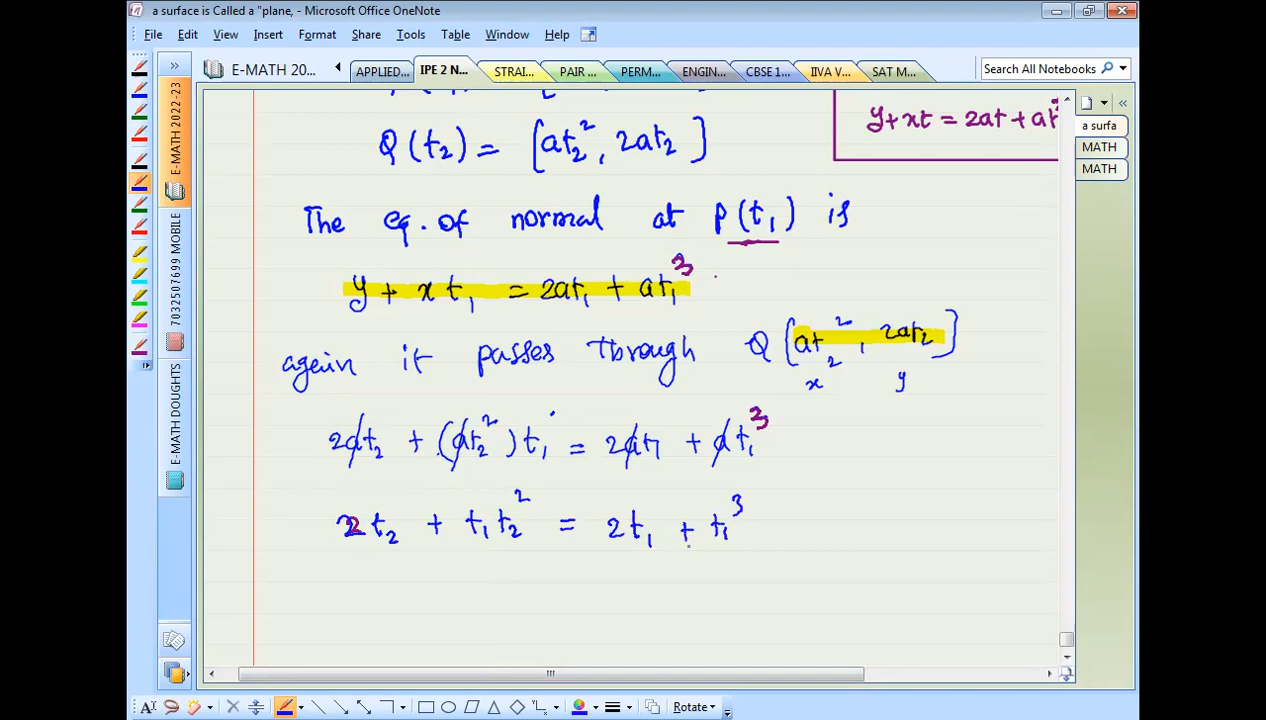 a surface is Called a "plane, - Microsoft Office OneNote
File Edit View Insert Format Share Tools Table Window Help
E-MATH 20... APPLIED... IPE 2 N... STRAI... PAIR ... PERM... ENGIN... CBSE 1... IIVA V... SAT M... Search All Notebooks
E-MATH 2022-23
7032507699 MOBILE
E-MATH DOUGHTS
a surfa
MATH
MATH
y+xt = 2at + at
Q(t₂) = [at₂², 2at₂]
The eq. of normal at P(t₁) is
y + x t₁ = 2at₁ + at₁³
again it passes through Q [at₂², 2at₂]
x y
2at₂ + (at₂²) t₁ = 2at₁ + at₁³
2t₂ + t₁t₂² = 2t₁ + t₁³
Rotate